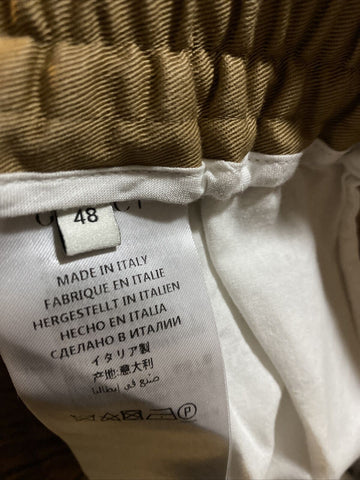 48
MADE IN ITALY
FABRIQUE EN ITALIE
HERGESTELLT IN ITALIEN
HECHO EN ITALIA
СДЕЛАНО В ИТАЛИИ
イタリア製
产地:意大利
صنع في إيطاليا
P